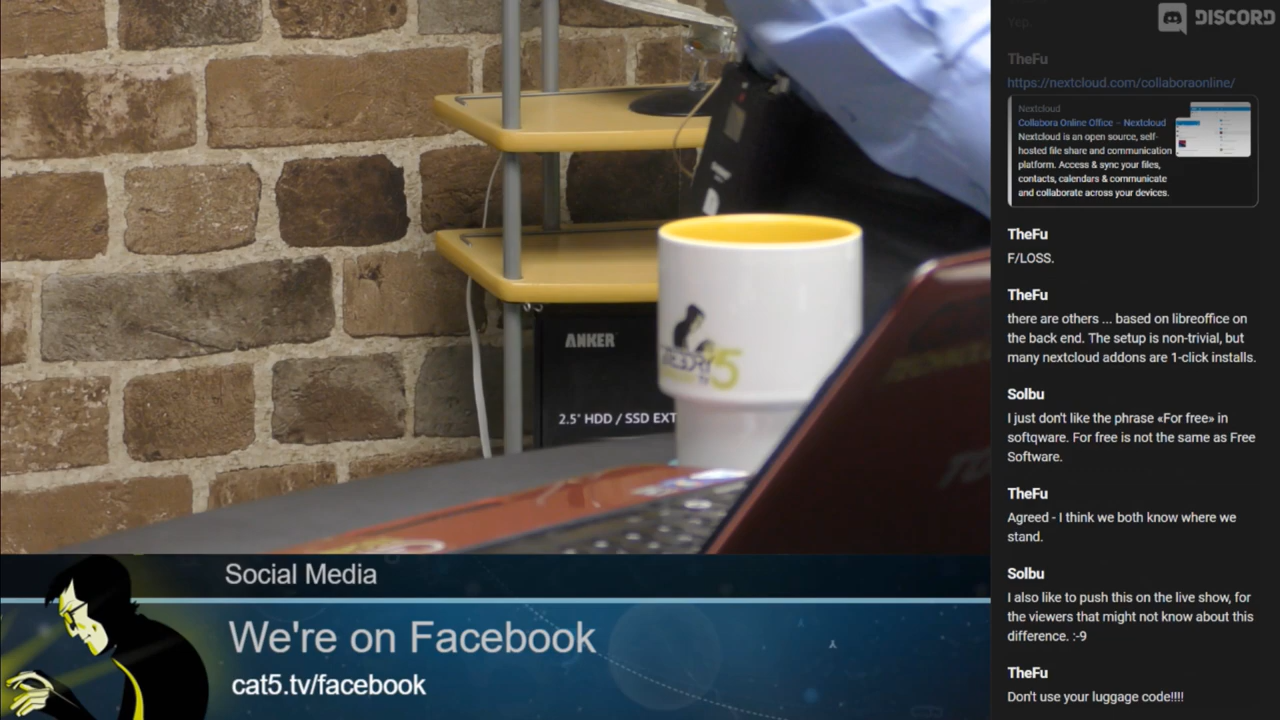 Yep.
DISCORD
TheFu
https://nextcloud.com/collaboraonline/
Nextcloud
Collabora Online Office – Nextcloud
Nextcloud is an open source, self-
hosted file share and communication
platform. Access & sync your files,
contacts, calendars & communicate
and collaborate across your devices.
TheFu
F/LOSS.
TheFu
there are others ... based on libreoffice on
the back end. The setup is non-trivial, but
many nextcloud addons are 1-click installs.
Solbu
I just don't like the phrase «For free» in
softqware. For free is not the same as Free
Software.
TheFu
Agreed - I think we both know where we
stand.
Solbu
I also like to push this on the live show, for
the viewers that might not know about this
difference. :-9
TheFu
Don't use your luggage code!!!!
ANKER
2.5" HDD / SSD EXT
5
Social Media
We're on Facebook
cat5.tv/facebook